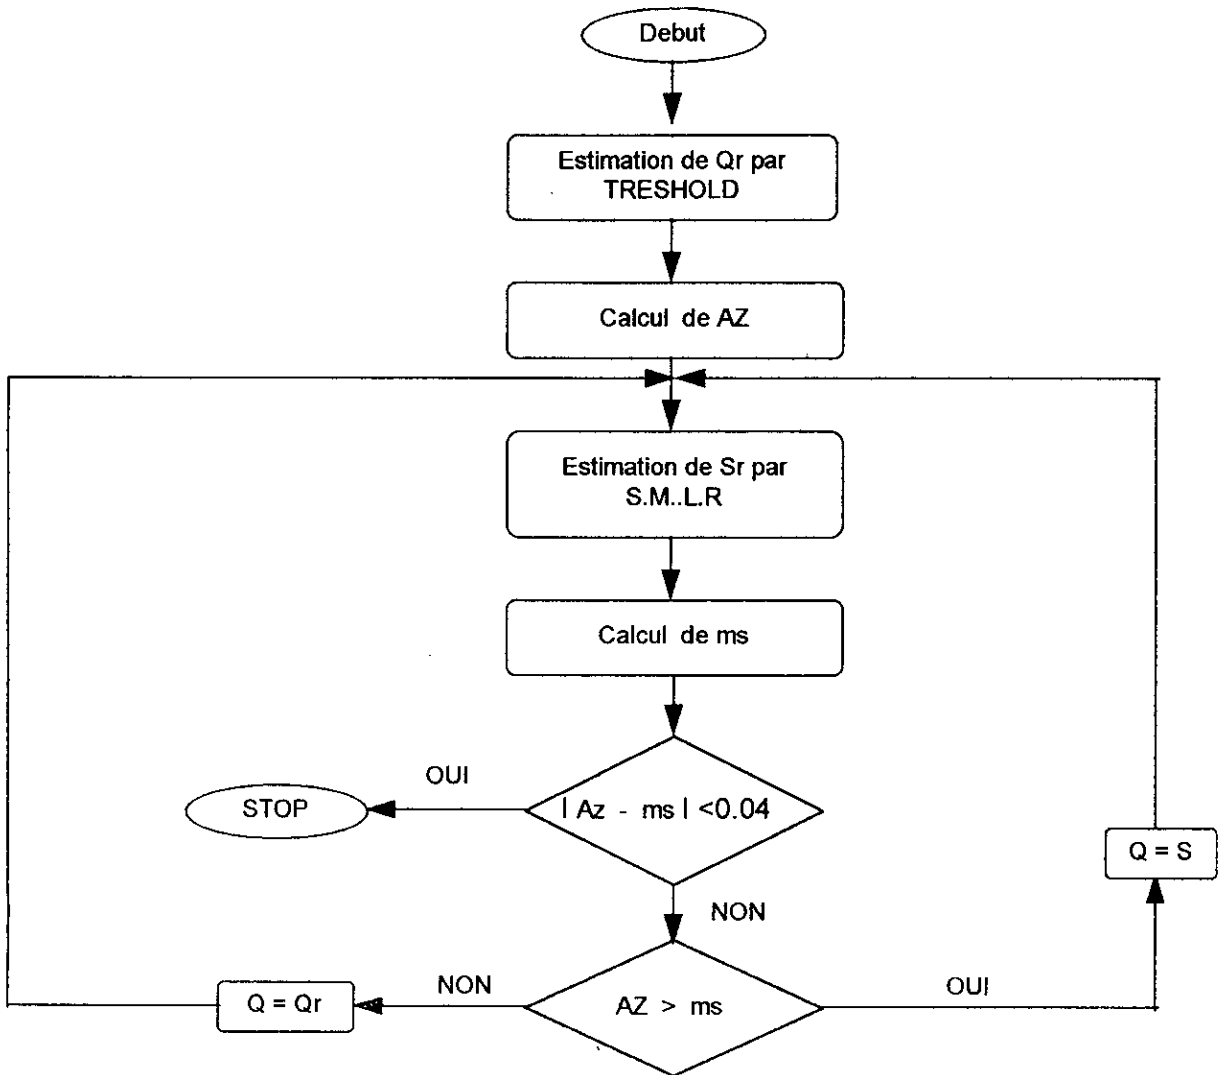 Debut
Estimation de Qr par
TRESHOLD
Calcul de AZ
Estimation de Sr par
S.M..L.R
Calcul de ms
OUI
STOP
| Az - ms | <0.04
Q = S
NON
NON
OUI
Q = Qr
AZ > ms